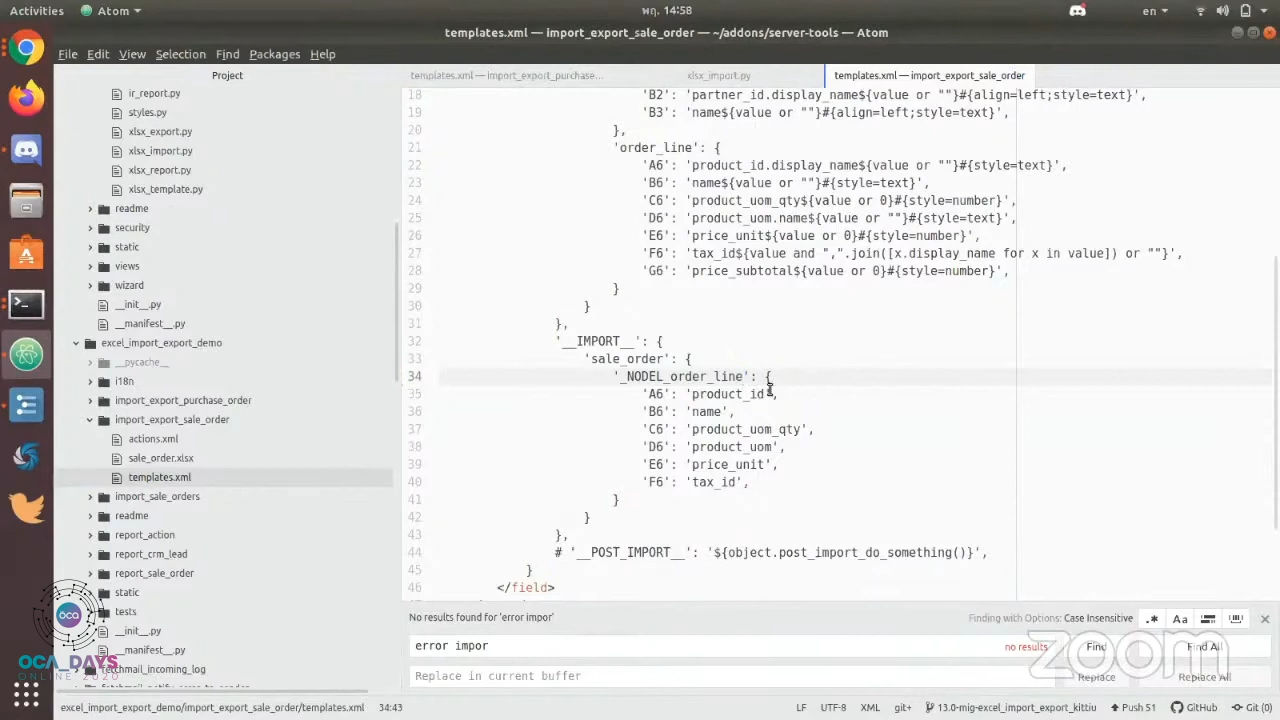 Activities
Atom
พฤ. 14:58
en
templates.xml — import_export_sale_order — ~/addons/server-tools — Atom
File Edit View Selection Find Packages Help
Project
templates.xml — import_export_purchase...
xlsx_import.py
templates.xml — import_export_sale_order
ir_report.py
styles.py
xlsx_export.py
xlsx_import.py
xlsx_report.py
xlsx_template.py
readme
security
static
views
wizard
__init__.py
__manifest__.py
excel_import_export_demo
__pycache__
i18n
import_export_purchase_order
import_export_sale_order
actions.xml
sale_order.xlsx
templates.xml
import_sale_orders
readme
report_action
report_crm_lead
report_sale_order
static
tests
__init__.py
__manifest__.py
fetchmail_incoming_log
18 'B2': 'partner_id.display_name${value or ""}#{align=left;style=text}',
19 'B3': 'name${value or ""}#{align=left;style=text}',
20 },
21 'order_line': {
22 'A6': 'product_id.display_name${value or ""}#{style=text}',
23 'B6': 'name${value or ""}#{style=text}',
24 'C6': 'product_uom_qty${value or 0}#{style=number}',
25 'D6': 'product_uom.name${value or ""}#{style=text}',
26 'E6': 'price_unit${value or 0}#{style=number}',
27 'F6': 'tax_id${value and ",".join([x.display_name for x in value]) or ""}',
28 'G6': 'price_subtotal${value or 0}#{style=number}',
29 }
30 }
31 },
32 '__IMPORT__': {
33 'sale_order': {
34 '_NODEL_order_line': {
35 'A6': 'product_id',
36 'B6': 'name',
37 'C6': 'product_uom_qty',
38 'D6': 'product_uom',
39 'E6': 'price_unit',
40 'F6': 'tax_id',
41 }
42 }
43 },
44 # '__POST_IMPORT__': '${object.post_import_do_something()}',
45 }
46 </field>
No results found for 'error impor'
Finding with Options: Case Insensitive
.* Aa
error impor
no results
Find
Find All
Replace in current buffer
Replace
Replace All
zoom
oca
OCA_DAYS
ONLINE 2020
excel_import_export_demo/import_export_sale_order/templates.xml 34:43
LF UTF-8 XML git+ 13.0-mig-excel_import_export_kittiu Push 51 GitHub Git (0)